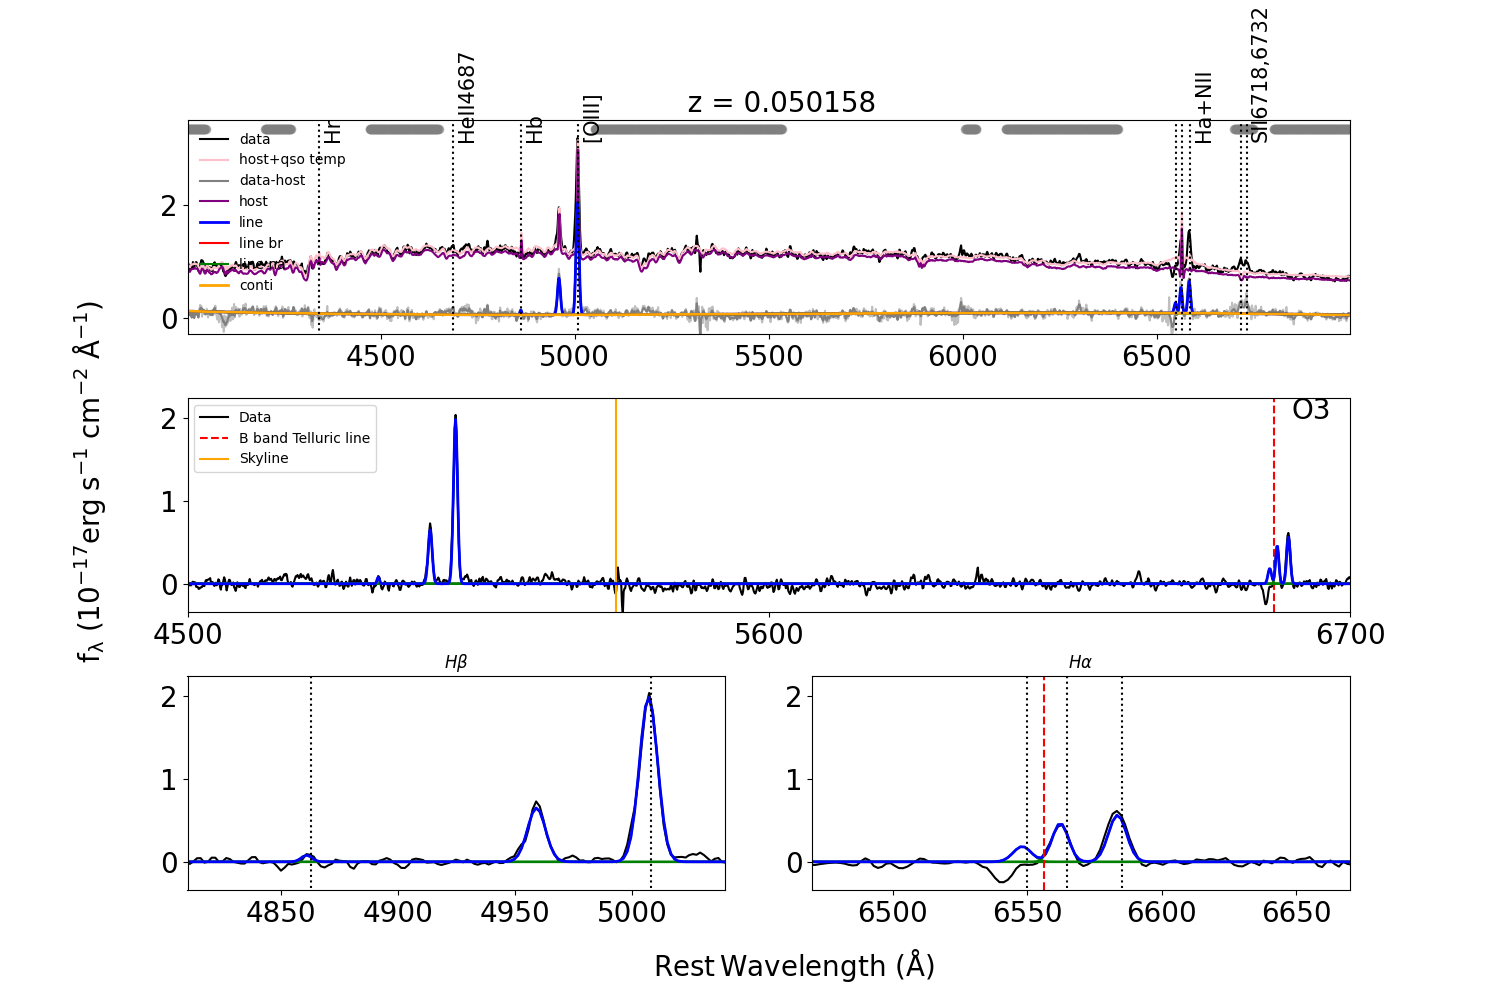 z = 0.050158
Hr
HeII4687
Hb
[OIII]
Ha+NII
SII6718,6732
data
host+qso temp
data-host
host
line
line br
conti
2
0
4500
5000
5500
6000
6500
fλ (10⁻¹⁷erg s⁻¹ cm⁻² Å⁻¹)
O3
Data
B band Telluric line
Skyline
2
1
0
4500
5600
6700
Hβ
2
1
0
4850
4900
4950
5000
Hα
2
1
0
6500
6550
6600
6650
Rest Wavelength (Å)